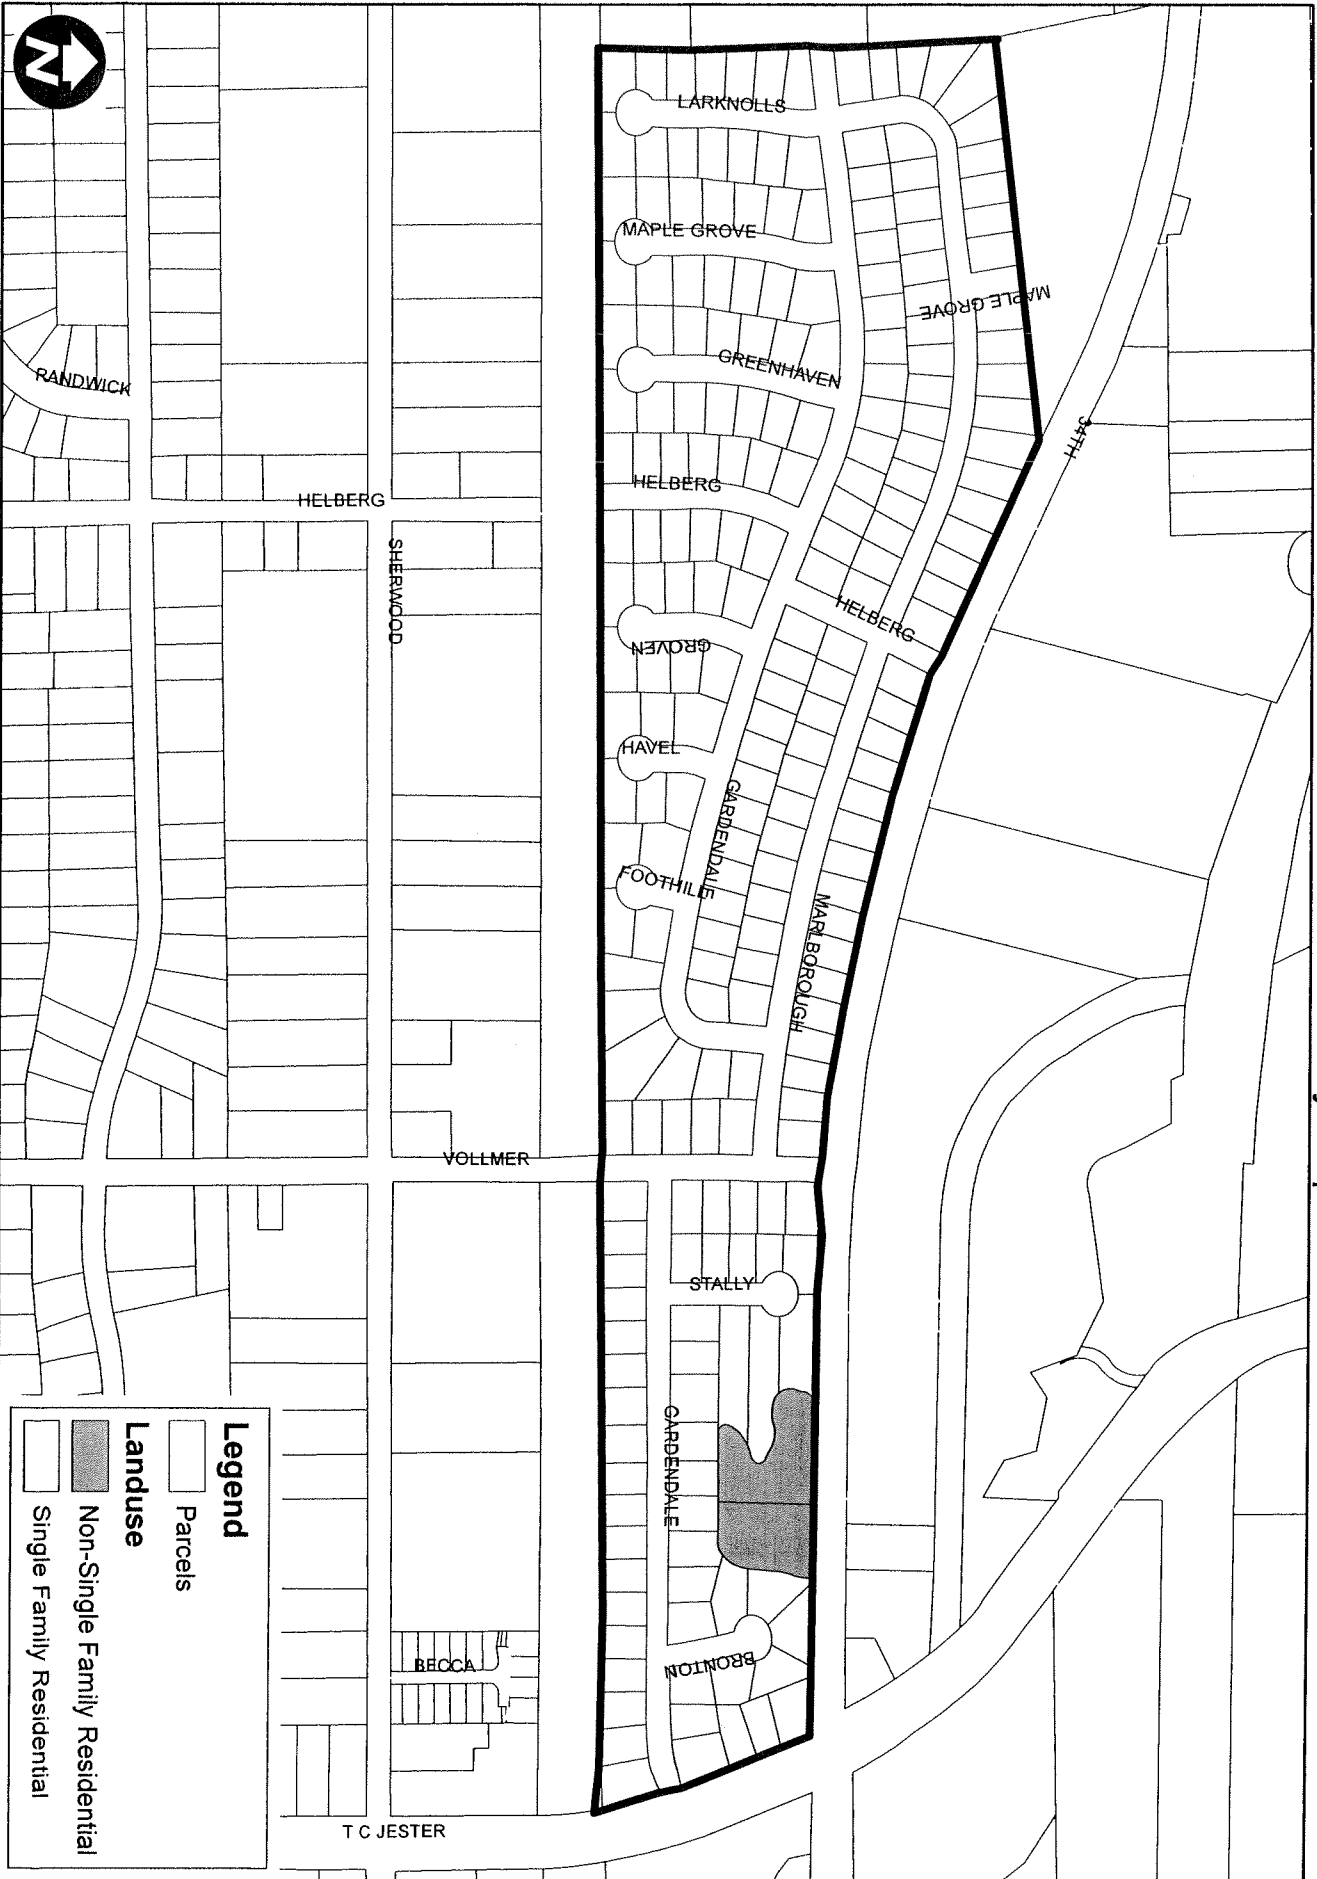 N
LARKNOLLS
MAPLE GROVE
MAPLE GROVE
GREENHAVEN
RANDWICK
34TH
HELBERG
HELBERG
SHERWOOD
HELBERG
GROVEN
HAVEL
GARDENDALE
FOOTHILL
MARLBOROUGH
VOLLMER
STALLY
GARDENDALE
BRONTON
BECCA
T C JESTER
Legend
Parcels
Landuse
Non-Single Family Residential
Single Family Residential